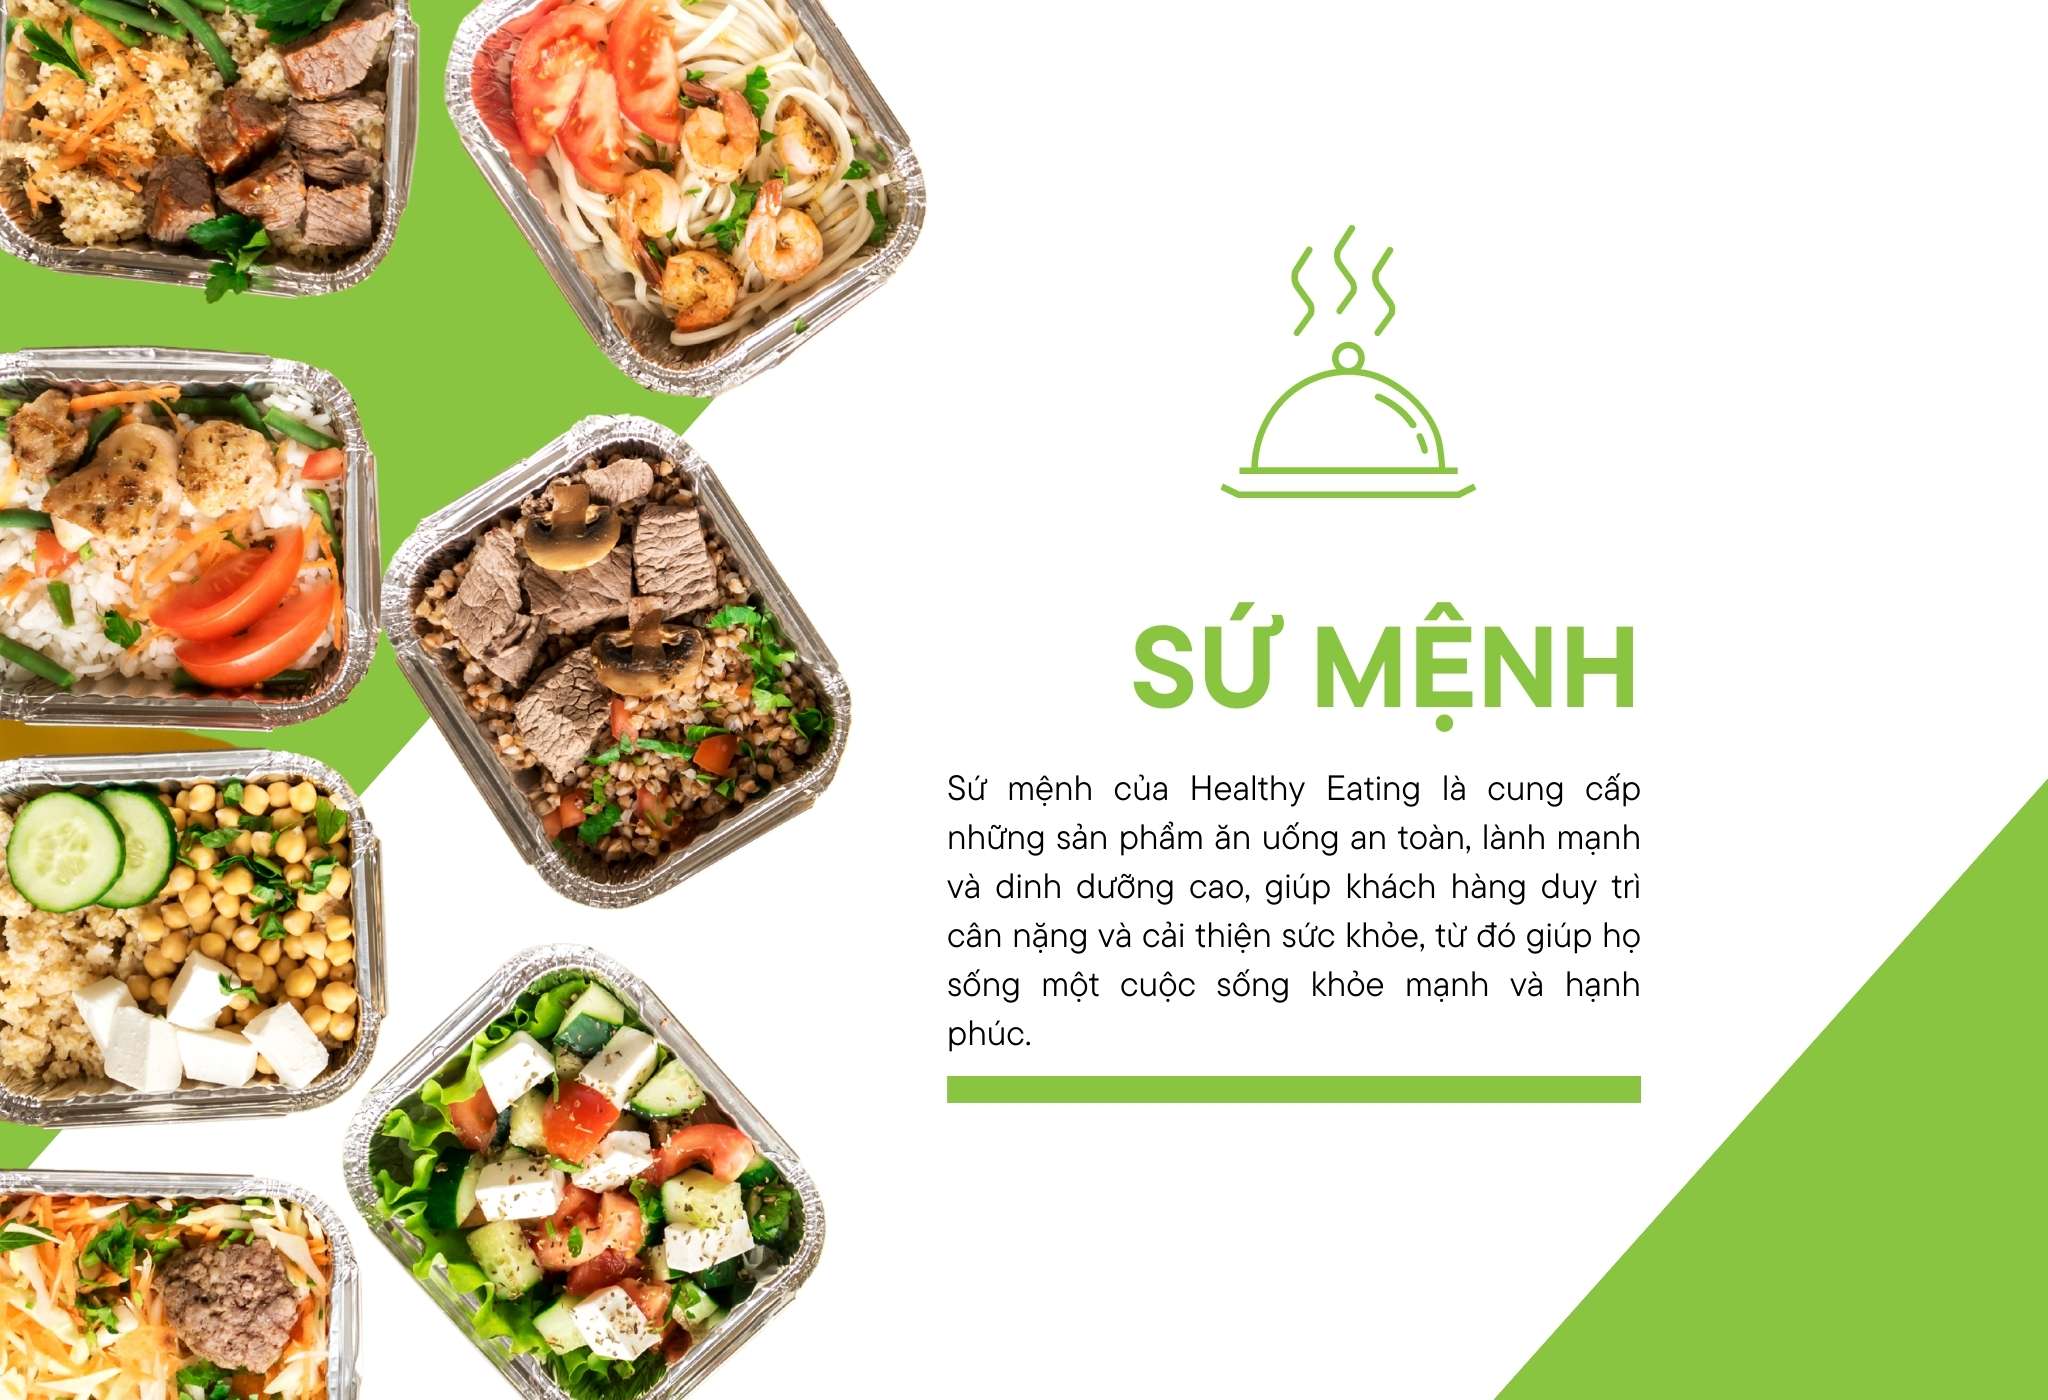 SỨ MỆNH
Sứ mệnh của Healthy Eating là cung cấp
những sản phẩm ăn uống an toàn, lành mạnh
và dinh dưỡng cao, giúp khách hàng duy trì
cân nặng và cải thiện sức khỏe, từ đó giúp họ
sống một cuộc sống khỏe mạnh và hạnh
phúc.